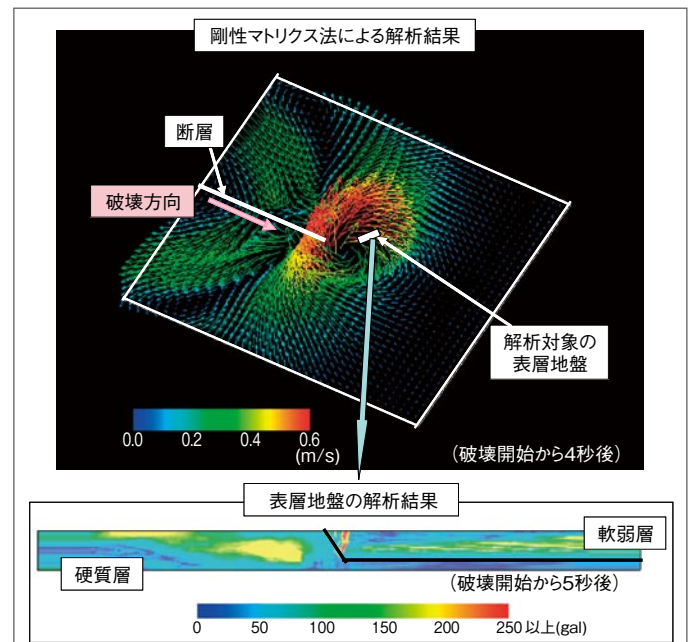 剛性マトリクス法による解析結果
断層
破壊方向
解析対象の
表層地盤
0.0 0.2 0.4 0.6
(m/s)
(破壊開始から4秒後)
表層地盤の解析結果
軟弱層
硬質層
(破壊開始から5秒後)
0 50 100 150 200 250 以上(gal)